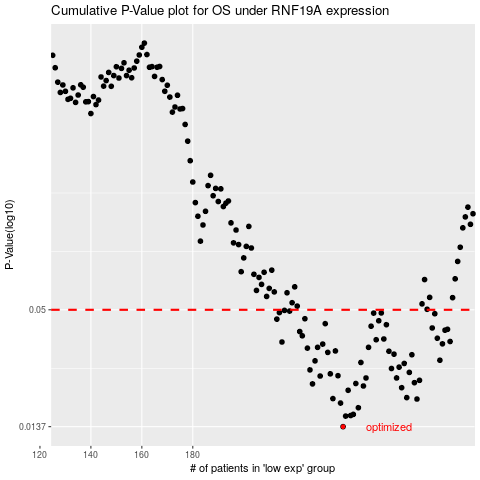 Cumulative P-Value plot for OS under RNF19A expression
P-Value(log10)
0.05
0.0137
optimized
120 140 160 180
# of patients in 'low exp' group